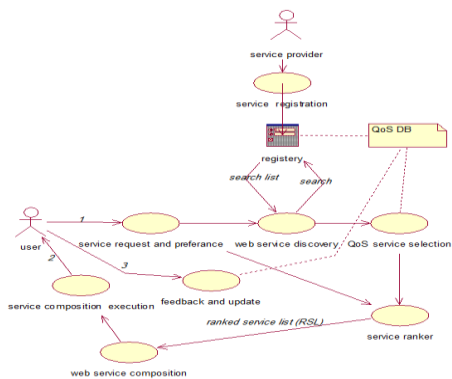 service provider
service registration
QoS DB
registery
search list
search
1
user
service request and preferance
web service discovery
QoS service selection
2
3
service composition execution
feedback and update
ranked service list (RSL)
service ranker
web service composition